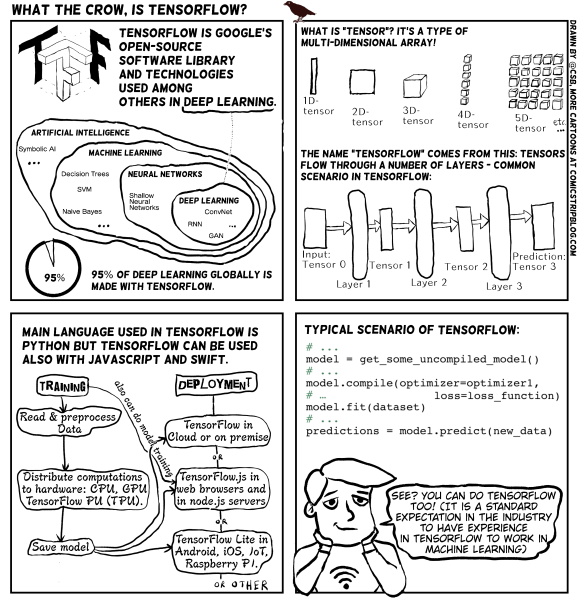 WHAT THE CROW, IS TENSORFLOW?
TF
TENSORFLOW IS GOOGLE'S
OPEN-SOURCE
SOFTWARE LIBRARY
AND TECHNOLOGIES
USED AMONG
OTHERS IN DEEP LEARNING.
ARTIFICIAL INTELLIGENCE
Symbolic AI
...
MACHINE LEARNING
Decision Trees
SVM
Naive Bayes
...
NEURAL NETWORKS
Shallow
Neural
Networks
DEEP LEARNING
ConvNet
RNN
...
GAN
95%
95% OF DEEP LEARNING GLOBALLY IS
MADE WITH TENSORFLOW.
WHAT IS "TENSOR"? IT'S A TYPE OF
MULTI-DIMENSIONAL ARRAY!
1D-
tensor
2D-
tensor
3D-
tensor
4D-
tensor
5D-
tensor
etc.
THE NAME "TENSORFLOW" COMES FROM THIS: TENSORS
FLOW THROUGH A NUMBER OF LAYERS - COMMON
SCENARIO IN TENSORFLOW:
Input:
Tensor 0
Layer 1
Tensor 1
Layer 2
Tensor 2
Layer 3
Prediction:
Tensor 3
DRAWN BY @CSB, MORE CARTOONS AT COMICSTRIPBLOG.COM
MAIN LANGUAGE USED IN TENSORFLOW IS
PYTHON BUT TENSORFLOW CAN BE USED
ALSO WITH JAVASCRIPT AND SWIFT.
TRAINING
Read & preprocess
Data
Distribute computations
to hardware: CPU, GPU
TensorFlow PU (TPU).
Save model
also can do model training
DEPLOYMENT
TensorFlow in
Cloud or on premise
OR
TensorFlow.js in
web browsers and
in node.js servers
OR
TensorFlow Lite in
Android, iOS, IoT,
Raspberry Pi.
OR OTHER
TYPICAL SCENARIO OF TENSORFLOW:
# ...
model = get_some_uncompiled_model()
# ...
model.compile(optimizer=optimizer1,
# … loss=loss_function)
model.fit(dataset)
# ...
predictions = model.predict(new_data)
SEE? YOU CAN DO TENSORFLOW
TOO! (IT IS A STANDARD
EXPECTATION IN THE INDUSTRY
TO HAVE EXPERIENCE
IN TENSORFLOW TO WORK IN
MACHINE LEARNING)